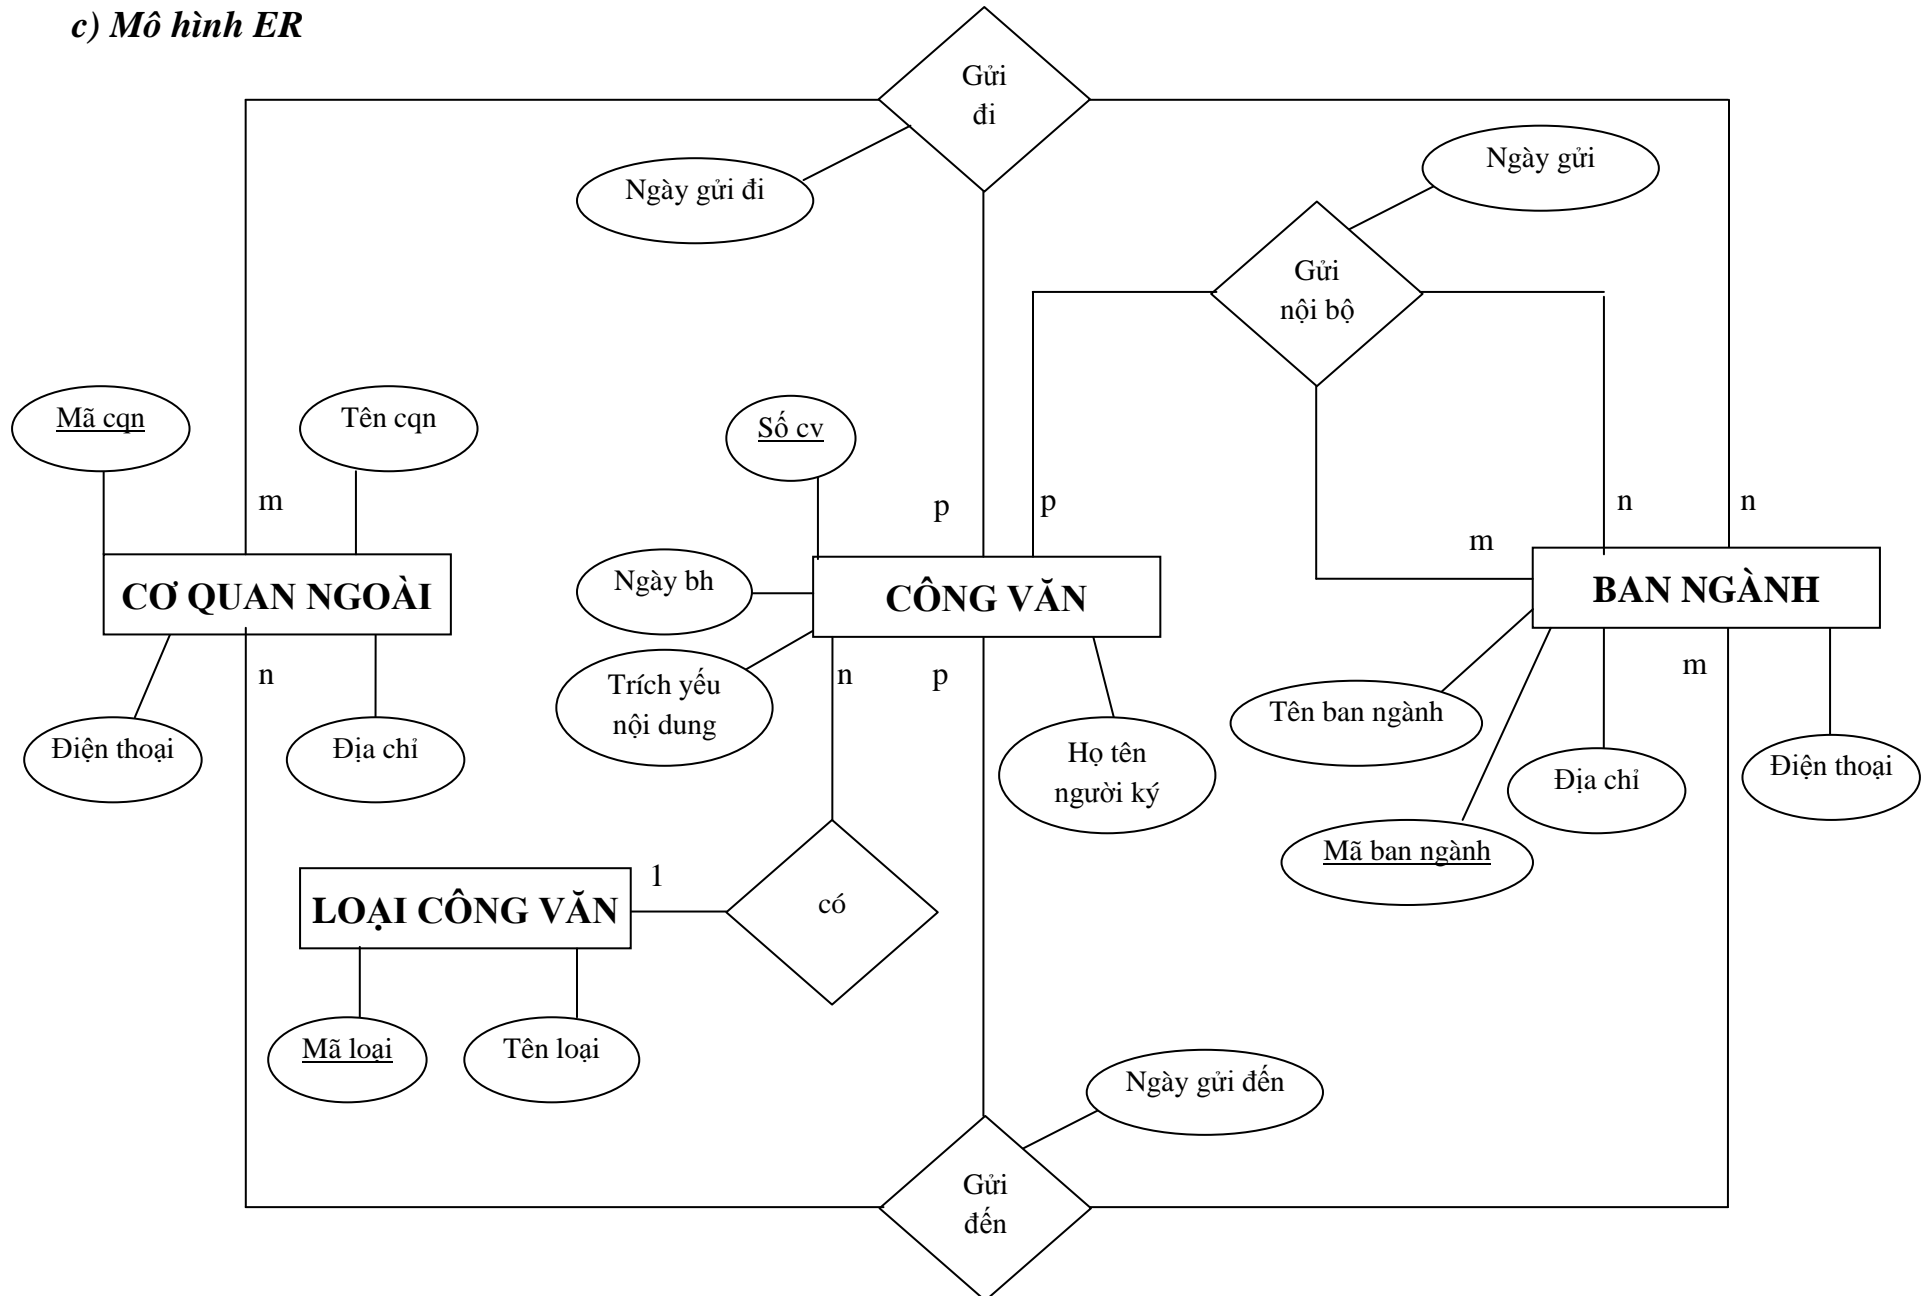 c) Mô hình ER
Gửi
đi
Ngày gửi đi
Ngày gửi
Gửi
nội bộ
Mã cqn
Tên cqn
Số cv
m
p
p
n
n
m
CƠ QUAN NGOÀI
Ngày bh
CÔNG VĂN
BAN NGÀNH
n
Trích yếu
nội dung
n
p
m
Điện thoại
Địa chỉ
Họ tên
người ký
Tên ban ngành
Địa chỉ
Điện thoại
Mã ban ngành
LOẠI CÔNG VĂN
1
có
Mã loại
Tên loại
Ngày gửi đến
Gửi
đến